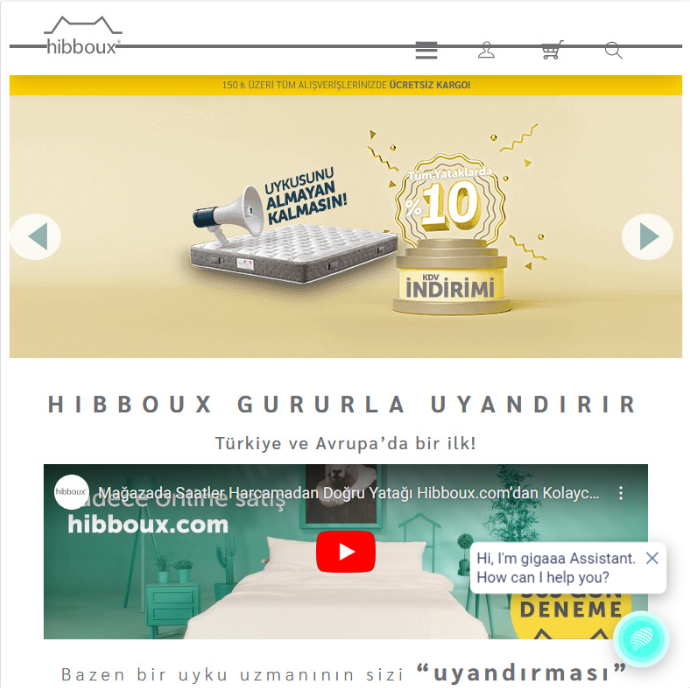 hibboux
150 ₺ ÜZERİ TÜM ALIŞVERİŞLERİNİZDE ÜCRETSİZ KARGO!
UYKUSUNU
ALMAYAN
KALMASIN!
Tüm Yataklarda
%10
KDV
İNDİRİMİ
HIBBOUX GURURLA UYANDIRIR
Türkiye ve Avrupa’da bir ilk!
hibboux
Mağazada Saatler Harcamadan Doğru Yatağı Hibboux.com'dan Kolayc...
sadece online satış
hibboux.com
Hi, I'm gigaaa Assistant.
How can I help you?
365 GÜN
DENEME
Bazen bir uyku uzmanının sizi “uyandırması”